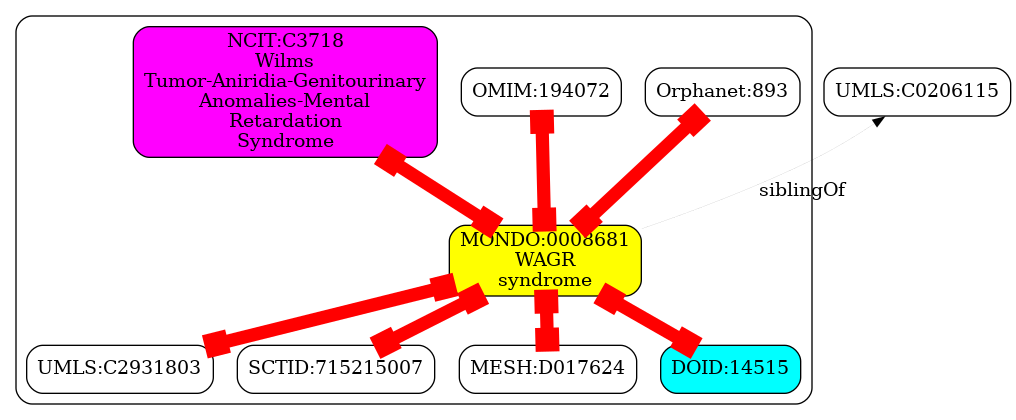 NCIT:C3718
Wilms
Tumor-Aniridia-Genitourinary
Anomalies-Mental
Retardation
Syndrome
OMIM:194072
Orphanet:893
UMLS:C0206115
siblingOf
MONDO:0008681
WAGR
syndrome
UMLS:C2931803
SCTID:715215007
MESH:D017624
DOID:14515